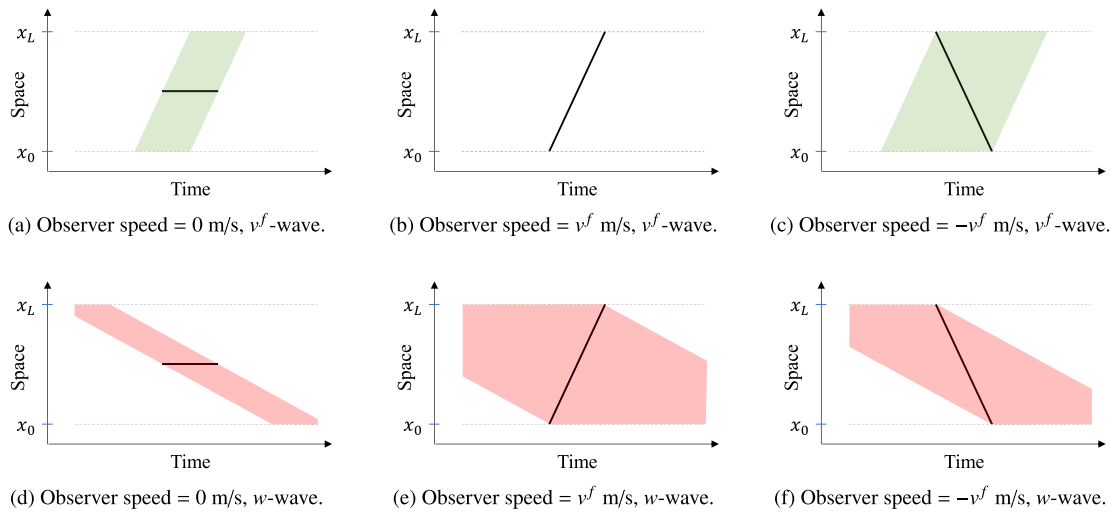 x_L
Space
x_0
Time
(a) Observer speed = 0 m/s, v^f-wave.
x_L
Space
x_0
Time
(b) Observer speed = v^f m/s, v^f-wave.
x_L
Space
x_0
Time
(c) Observer speed = −v^f m/s, v^f-wave.
x_L
Space
x_0
Time
(d) Observer speed = 0 m/s, w-wave.
x_L
Space
x_0
Time
(e) Observer speed = v^f m/s, w-wave.
x_L
Space
x_0
Time
(f) Observer speed = −v^f m/s, w-wave.